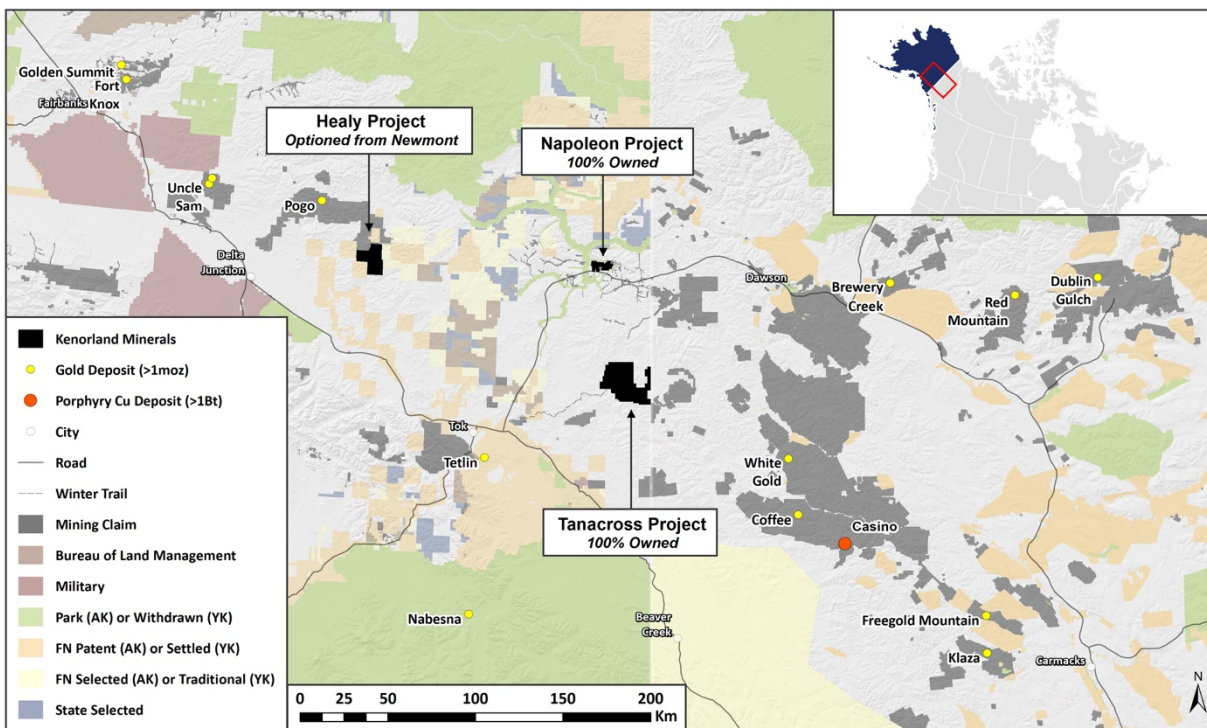 Golden Summit
Fort
Knox
Fairbanks
Healy Project
Optioned from Newmont
Napoleon Project
100% Owned
Uncle
Sam
Pogo
Delta
Junction
Dawson
Brewery
Creek
Red
Mountain
Dublin
Gulch
Tok
Tetlin
White
Gold
Coffee
Casino
Tanacross Project
100% Owned
Nabesna
Beaver
Creek
Freegold Mountain
Klaza
Carmacks
Kenorland Minerals
Gold Deposit (>1moz)
Porphyry Cu Deposit (>1Bt)
City
Road
Winter Trail
Mining Claim
Bureau of Land Management
Military
Park (AK) or Withdrawn (YK)
FN Patent (AK) or Settled (YK)
FN Selected (AK) or Traditional (YK)
State Selected
0 25 50 100 150 200
Km
N